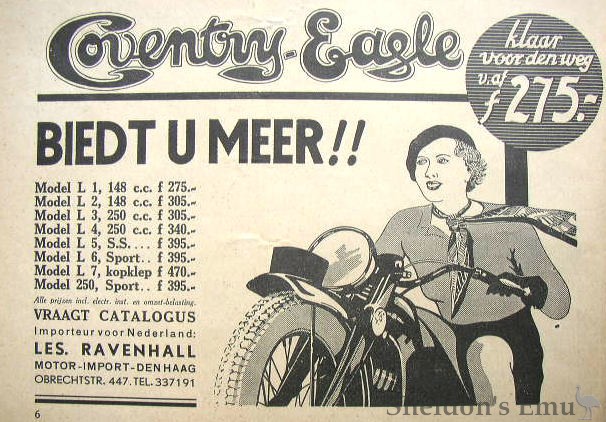 Coventry-Eagle
klaar
voor den weg
v.af
f 275.-
BIEDT U MEER!!
Model L 1, 148 c.c. f 275.-
Model L 2, 148 c.c. f 305.-
Model L 3, 250 c.c. f 305.-
Model L 4, 250 c.c. f 340.-
Model L 5, S.S.... f 395.-
Model L 6, Sport.. f 395.-
Model L 7, kopklep f 470.-
Model 250, Sport.. f 395.-
Alle prijzen incl. electr. inst. en omzet-belasting.
VRAAGT CATALOGUS
Importeur voor Nederland:
LES. RAVENHALL
MOTOR-IMPORT-DEN HAAG
OBRECHTSTR. 447. TEL. 337191
6
Sheldon's Emu